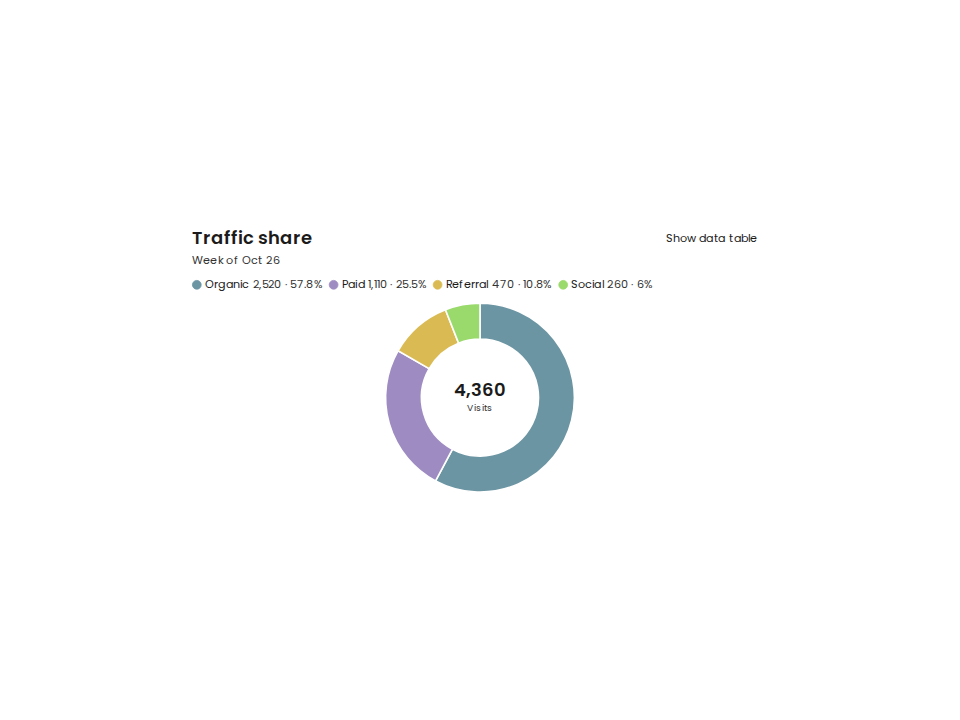 Traffic share
Show data table
Week of Oct 26
Organic 2,520 · 57.8% Paid 1,110 · 25.5% Referral 470 · 10.8% Social 260 · 6%
4,360
Visits